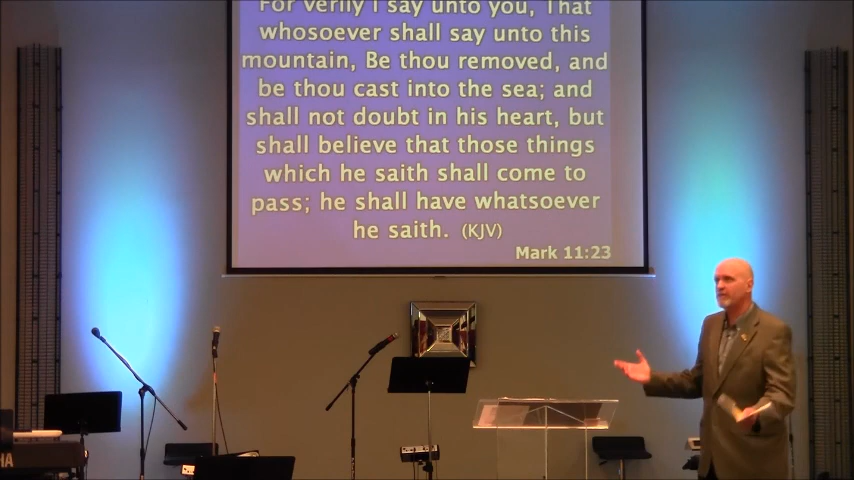 For verily I say unto you, That
whosoever shall say unto this
mountain, Be thou removed, and
be thou cast into the sea; and
shall not doubt in his heart, but
shall believe that those things
which he saith shall come to
pass; he shall have whatsoever
he saith. (KJV)
Mark 11:23
HA